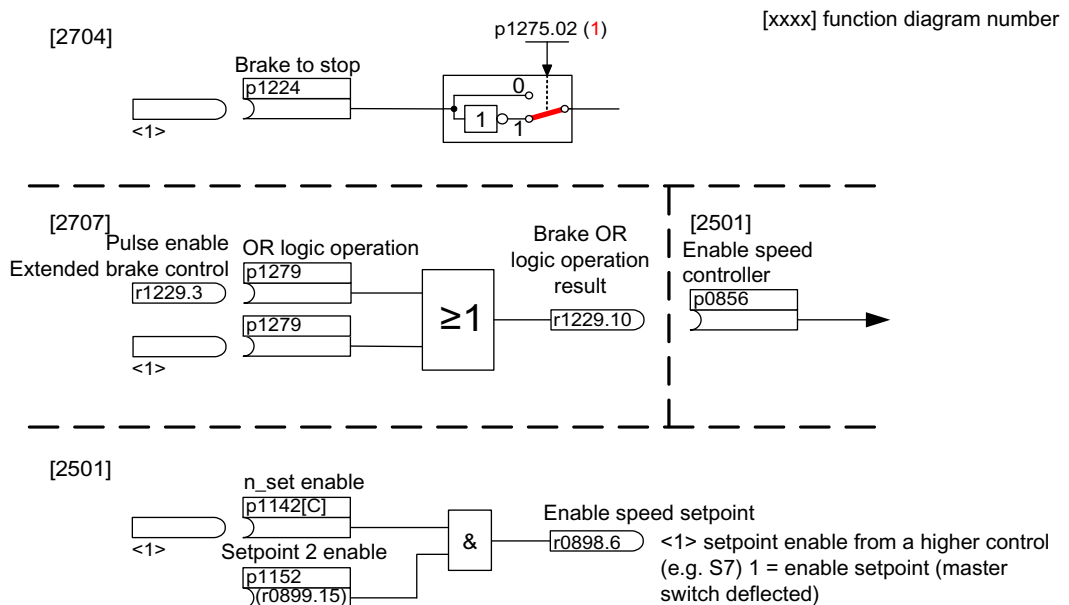 [2704]
p1275.02 (1)
[xxxx] function diagram number
Brake to stop
p1224
<1>
0
1
1
[2707]
Pulse enable
Extended brake control
r1229.3
OR logic operation
p1279
p1279
<1>
≥1
Brake OR
logic operation
result
r1229.10
[2501]
Enable speed
controller
p0856
[2501]
n_set enable
p1142[C]
<1>
Setpoint 2 enable
p1152
(r0899.15)
&
Enable speed setpoint
r0898.6
<1> setpoint enable from a higher control
(e.g. S7) 1 = enable setpoint (master
switch deflected)